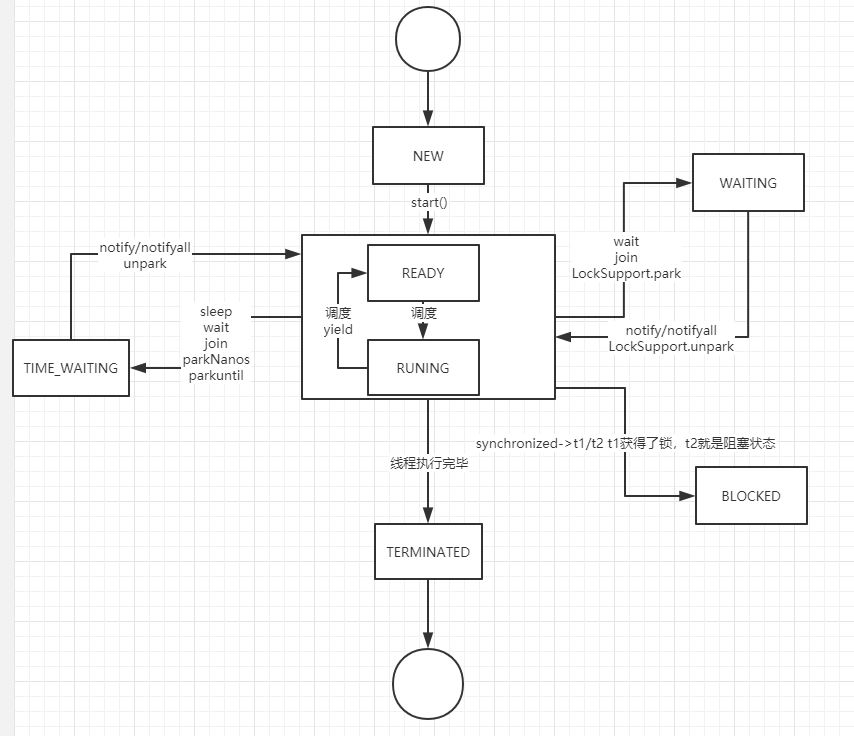 NEW
start()
WAITING
notify/notifyall
unpark
READY
wait
join
LockSupport.park
调度
yield
调度
sleep
wait
join
parkNanos
parkuntil
notify/notifyall
LockSupport.unpark
TIME_WAITING
RUNING
synchronized->t1/t2 t1获得了锁，t2就是阻塞状态
线程执行完毕
BLOCKED
TERMINATED